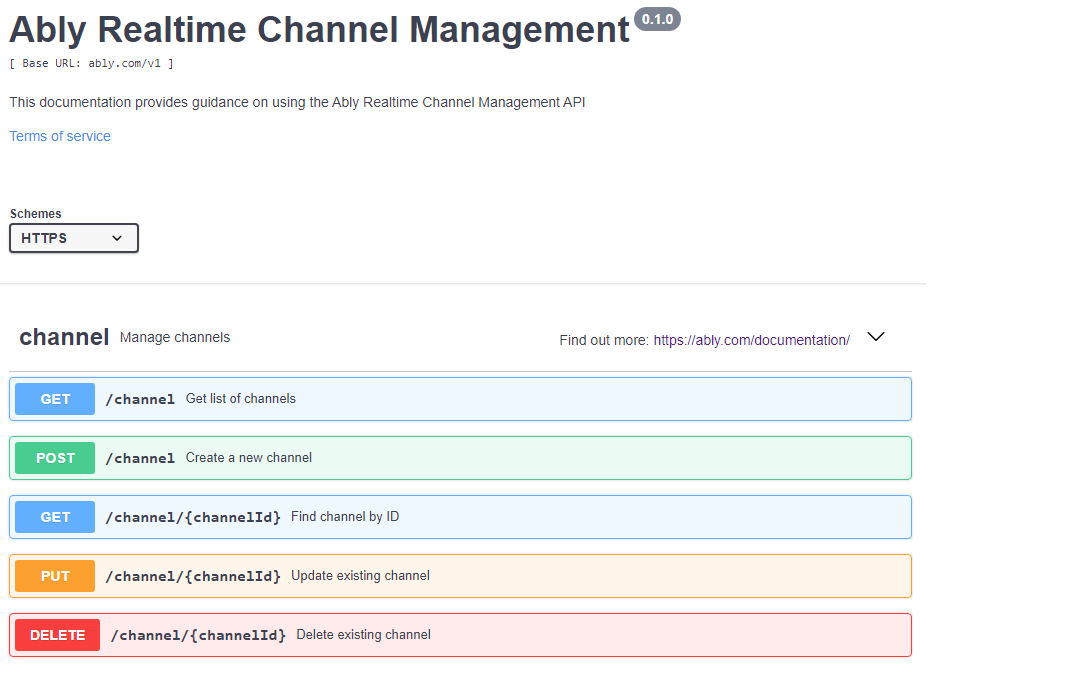 Ably Realtime Channel Management 0.1.0
[ Base URL: ably.com/v1 ]
This documentation provides guidance on using the Ably Realtime Channel Management API
Terms of service
Schemes
HTTPS
channel Manage channels Find out more: https://ably.com/documentation/
GET /channel Get list of channels
POST /channel Create a new channel
GET /channel/{channelId} Find channel by ID
PUT /channel/{channelId} Update existing channel
DELETE /channel/{channelId} Delete existing channel